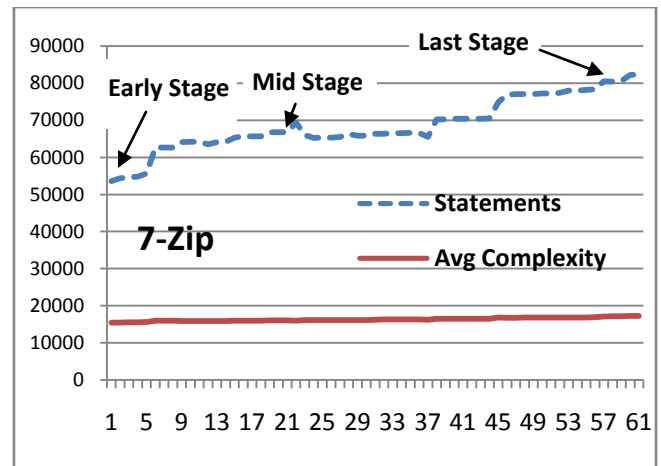 90000
80000
70000
60000
50000
40000
30000
20000
10000
0
Last Stage
Early Stage
Mid Stage
Statements
7-Zip
Avg Complexity
1 5 9 13 17 21 25 29 33 37 41 45 49 53 57 61